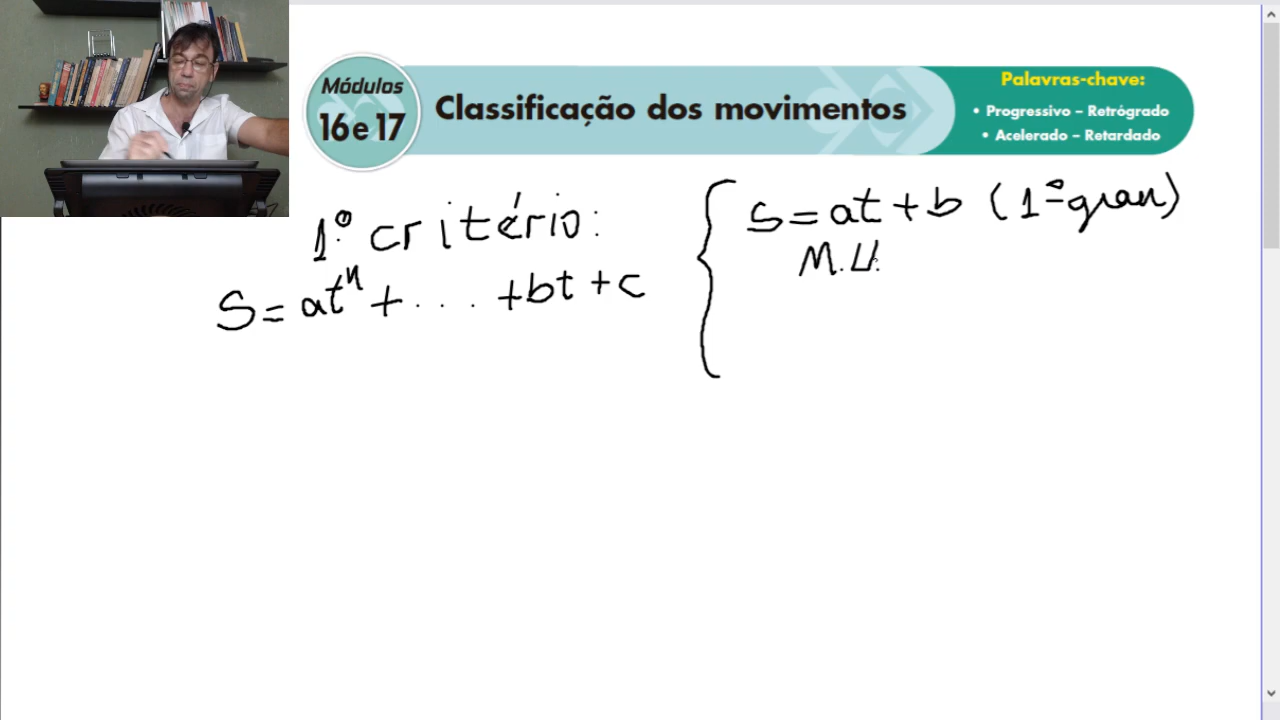 Módulos
16 e 17
Classificação dos movimentos
Palavras-chave:
• Progressivo – Retrógrado
• Acelerado – Retardado
1º critério:
S = atⁿ + . . . + bt + c
S = at + b (1º grau)
M.U.